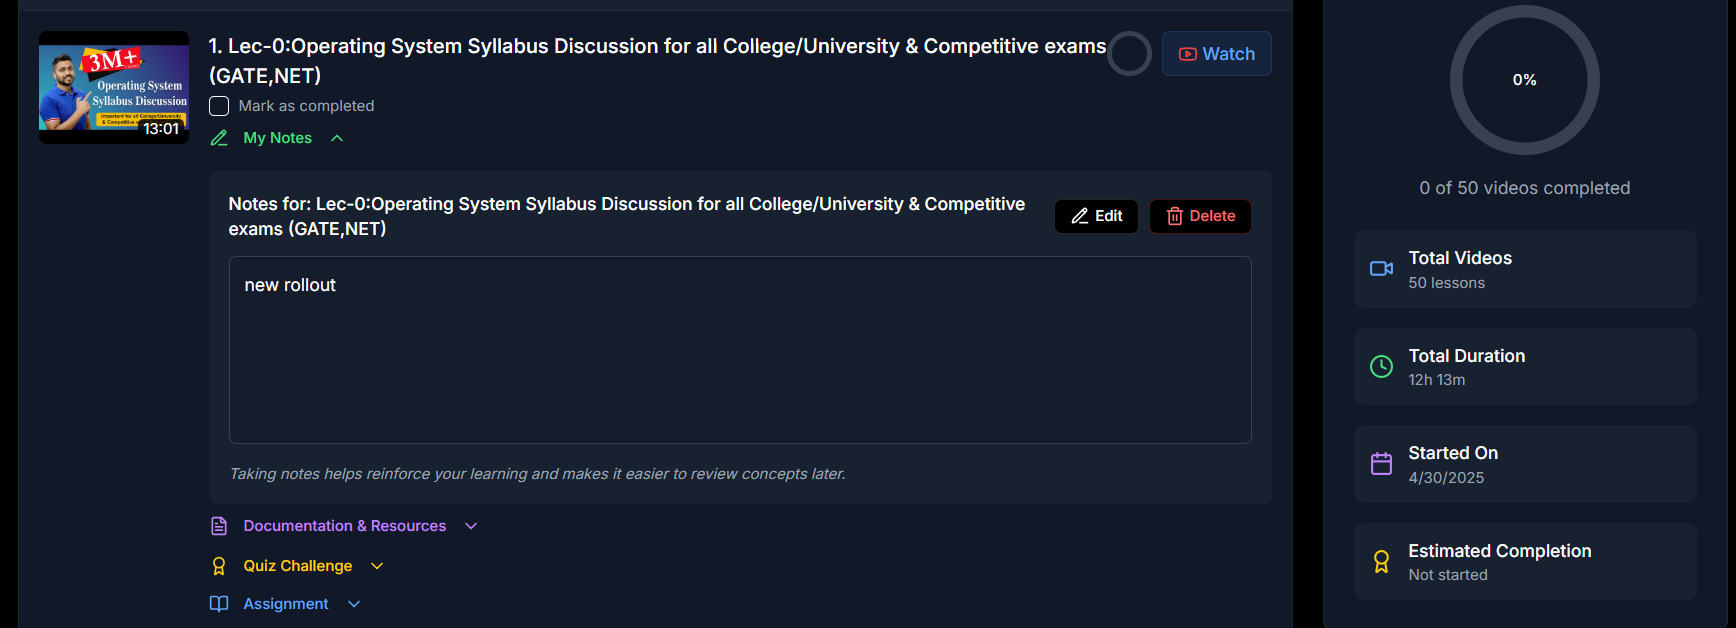 3M+
Operating System
Syllabus Discussion
Important for all College/University
13:01
1. Lec-0:Operating System Syllabus Discussion for all College/University & Competitive exams
(GATE,NET)
Watch
Mark as completed
My Notes
Notes for: Lec-0:Operating System Syllabus Discussion for all College/University & Competitive
exams (GATE,NET)
Edit
Delete
new rollout
Taking notes helps reinforce your learning and makes it easier to review concepts later.
Documentation & Resources
Quiz Challenge
Assignment
0%
0 of 50 videos completed
Total Videos
50 lessons
Total Duration
12h 13m
Started On
4/30/2025
Estimated Completion
Not started